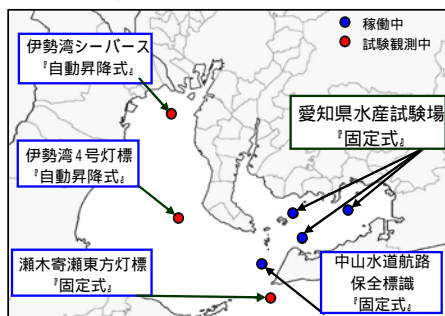 稼働中
試験観測中
伊勢湾シーバース
『自動昇降式』
愛知県水産試験場
『固定式』
伊勢湾4号灯標
『自動昇降式』
瀬木寄瀬東方灯標
『固定式』
中山水道航路
保全標識
『固定式』